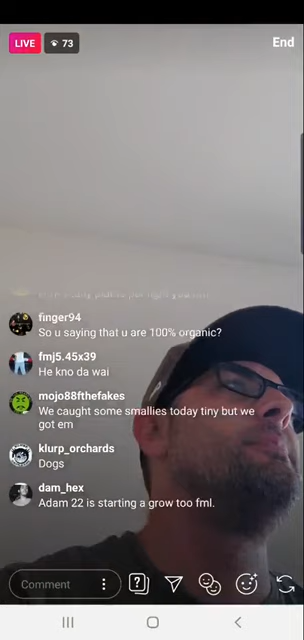 LIVE
73
End
finger94
So u saying that u are 100% organic?
fmj5.45x39
He kno da wai
mojo88fthefakes
We caught some smallies today tiny but we
got em
klurp_orchards
Dogs
dam_hex
Adam 22 is starting a grow too fml.
Comment